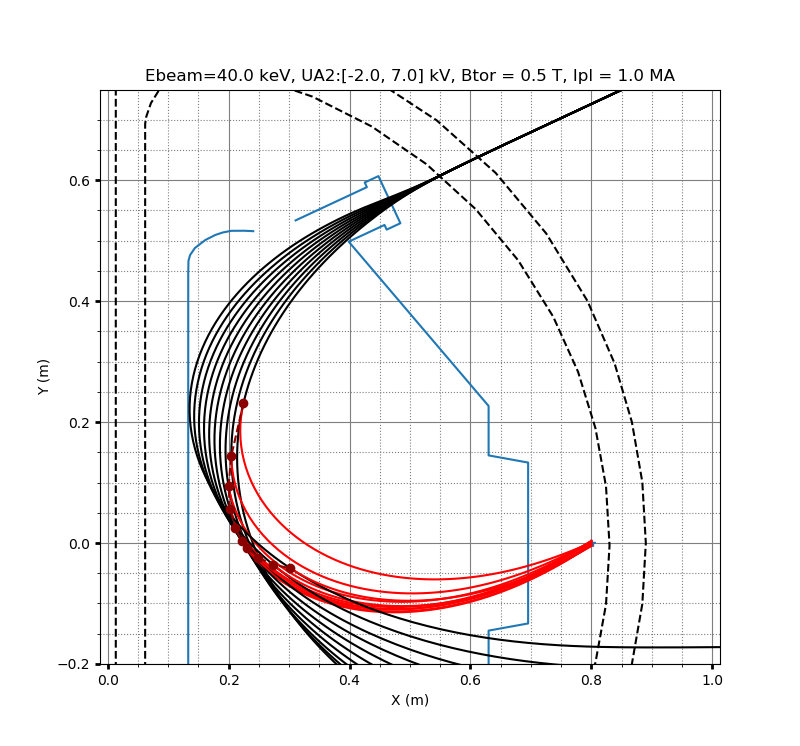 Ebeam=40.0 keV, UA2:[-2.0, 7.0] kV, Btor = 0.5 T, Ipl = 1.0 MA
Y (m)
0.6
0.4
0.2
0.0
−0.2
0.0 0.2 0.4 0.6 0.8 1.0
X (m)